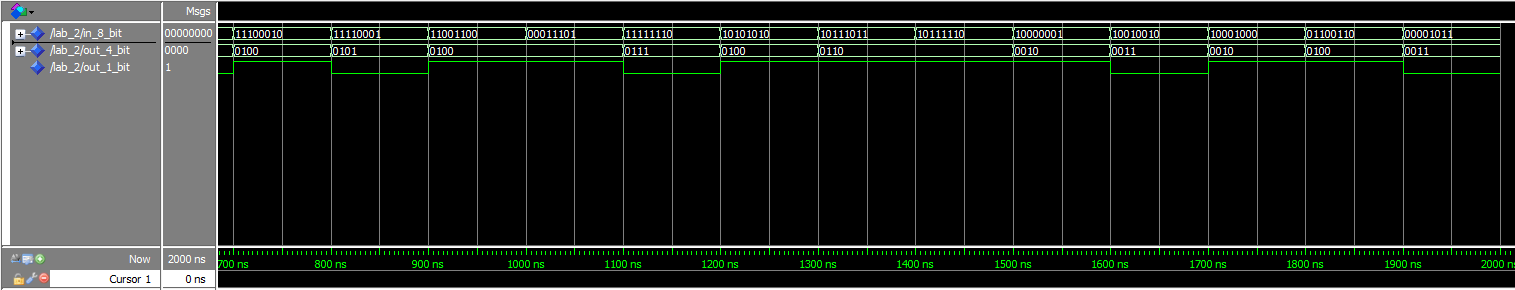 Msgs
/lab_2/in_8_bit 00000000 11100010 11110001 11001100 00011101 11111110 10101010 10111011 10111110 10000001 10010010 10001000 01100110 00001011
/lab_2/out_4_bit 0000 0100 0101 0100 0111 0100 0110 0010 0011 0010 0100 0011
/lab_2/out_1_bit 1
Now 2000 ns 700 ns 800 ns 900 ns 1000 ns 1100 ns 1200 ns 1300 ns 1400 ns 1500 ns 1600 ns 1700 ns 1800 ns 1900 ns 2000 n
Cursor 1 0 ns